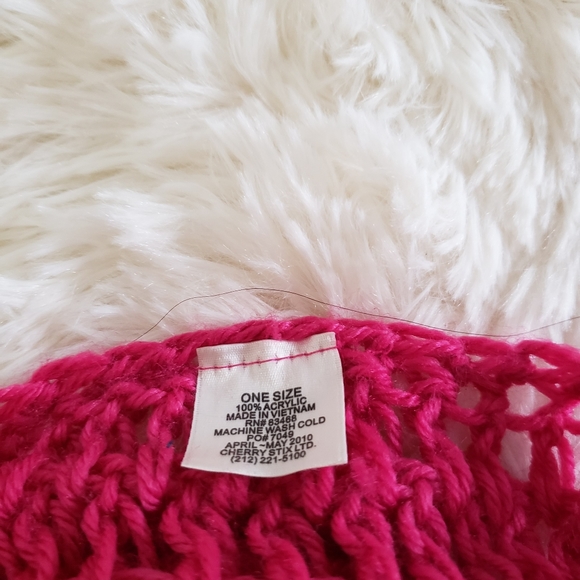 ONE SIZE
100% ACRYLIC
MADE IN VIETNAM
RN# 83466
MACHINE WASH COLD
PO# 7049
APRIL~MAY 2010
CHERRY STIX LTD.
(212) 221-5100